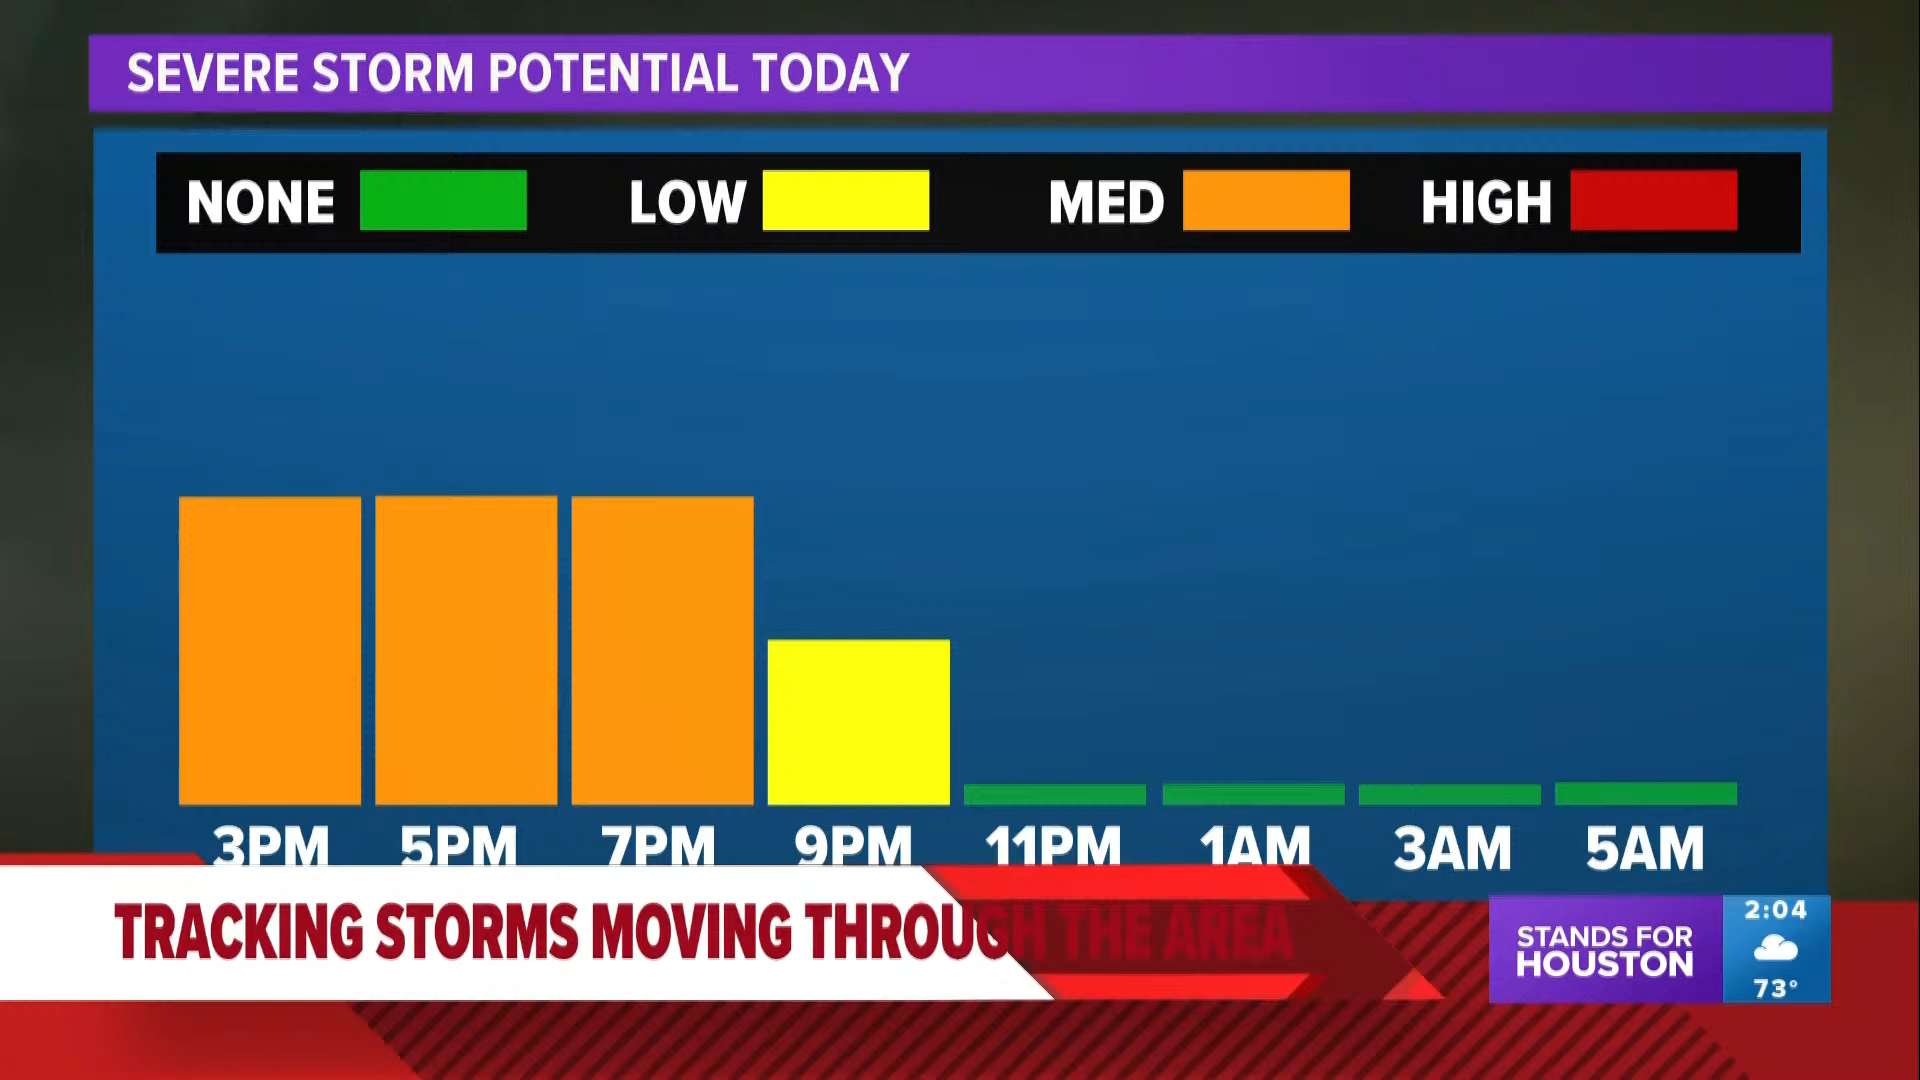 SEVERE STORM POTENTIAL TODAY
NONE LOW MED HIGH
3PM 5PM 7PM 9PM 11PM 1AM 3AM 5AM
TRACKING STORMS MOVING THROUGH THE AREA
STANDS FOR
HOUSTON
2:04
73°